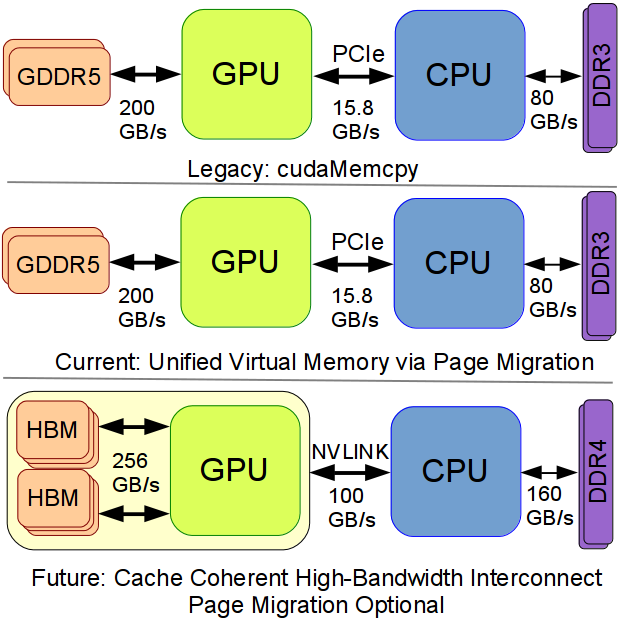 GDDR5
200
GB/s
GPU
PCIe
15.8
GB/s
CPU
80
GB/s
DDR3
Legacy: cudaMemcpy
GDDR5
200
GB/s
GPU
PCIe
15.8
GB/s
CPU
80
GB/s
DDR3
Current: Unified Virtual Memory via Page Migration
HBM
HBM
256
GB/s
GPU
NVLINK
100
GB/s
CPU
160
GB/s
DDR4
Future: Cache Coherent High-Bandwidth Interconnect
Page Migration Optional